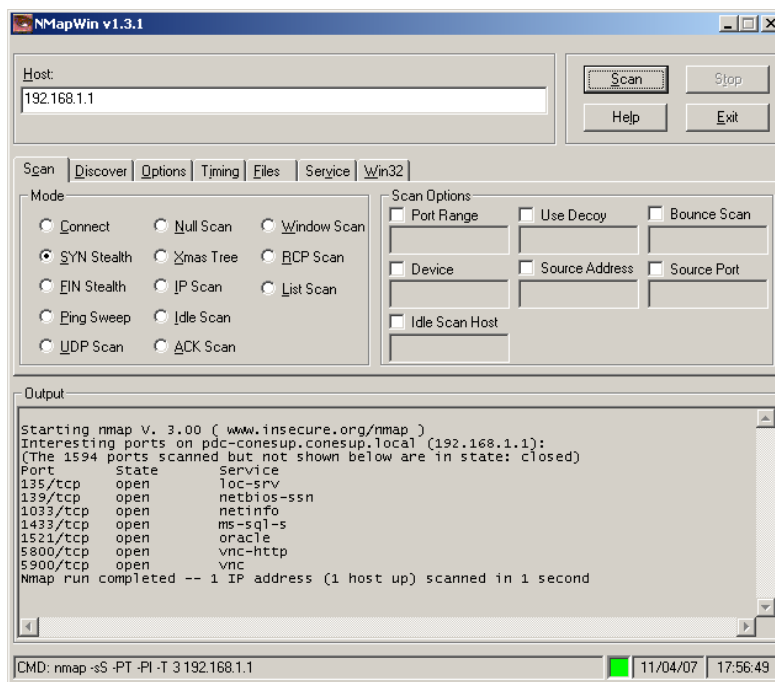 NMapWin v1.3.1
Host:
192.168.1.1
Scan
Stop
Help
Exit
Scan Discover Options Timing Files Service Win32
Mode
Connect Null Scan Window Scan
SYN Stealth Xmas Tree RCP Scan
FIN Stealth IP Scan List Scan
Ping Sweep Idle Scan
UDP Scan ACK Scan
Scan Options
Port Range Use Decoy Bounce Scan
Device Source Address Source Port
Idle Scan Host
Output
Starting nmap V. 3.00 ( www.insecure.org/nmap )
Interesting ports on pdc-conesup.conesup.local (192.168.1.1):
(The 1594 ports scanned but not shown below are in state: closed)
Port State Service
135/tcp open loc-srv
139/tcp open netbios-ssn
1033/tcp open netinfo
1433/tcp open ms-sql-s
1521/tcp open oracle
5800/tcp open vnc-http
5900/tcp open vnc
Nmap run completed -- 1 IP address (1 host up) scanned in 1 second
CMD: nmap -sS -PT -PI -T 3 192.168.1.1
11/04/07 17:56:49